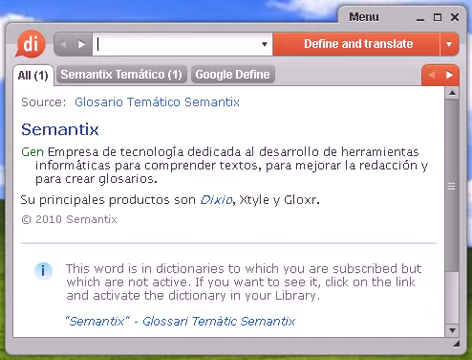 Menu
di
Define and translate
All (1)
Semantix Temático (1)
Google Define
Source: Glosario Temático Semantix
Semantix
Gen Empresa de tecnología dedicada al desarrollo de herramientas
informáticas para comprender textos, para mejorar la redacción y
para crear glosarios.
Su principales productos son Dixio, Xtyle y Gloxr.
© 2010 Semantix
This word is in dictionaries to which you are subscribed but
which are not active. If you want to see it, click on the link
and activate the dictionary in your Library.
"Semantix" - Glossari Temàtic Semantix